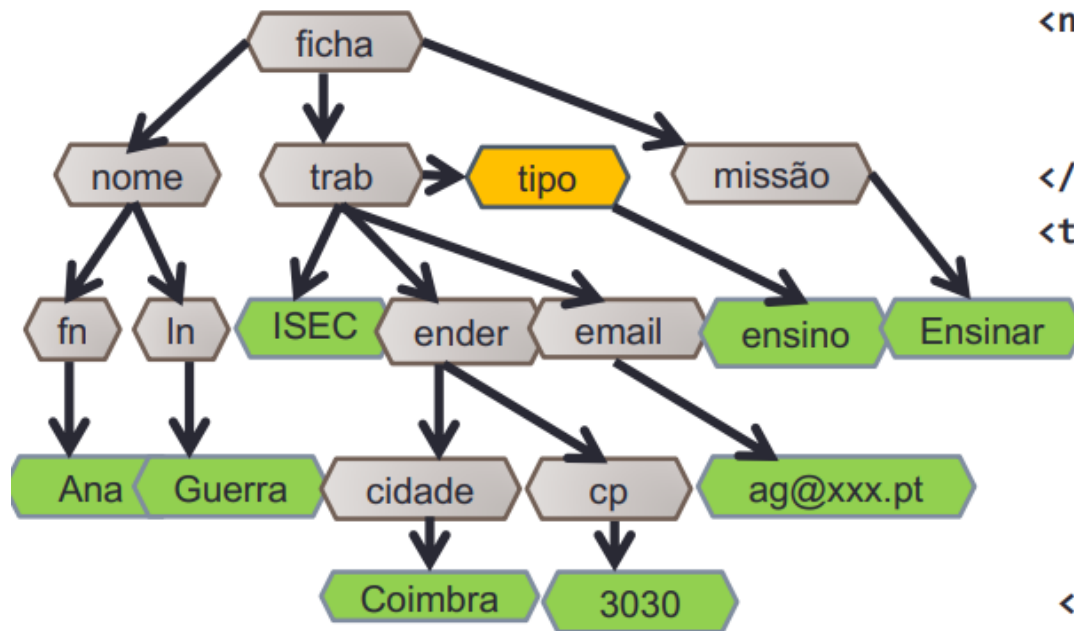 ficha
<n
nome
trab
tipo
missão
</
<t
fn
ln
ISEC
ender
email
ensino
Ensinar
Ana
Guerra
cidade
cp
ag@xxx.pt
Coimbra
3030
<